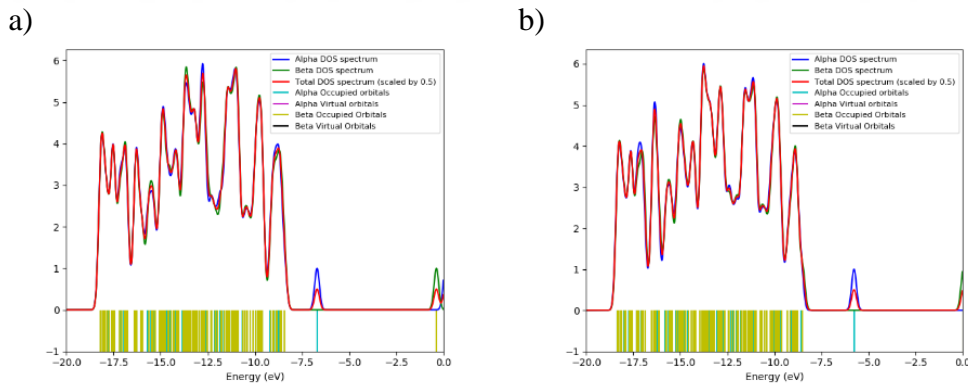 a)
b)
Alpha DOS spectrum
Beta DOS spectrum
Total DOS spectrum (scaled by 0.5)
Alpha Occupied orbitals
Alpha Virtual orbitals
Beta Occupied Orbitals
Beta Virtual Orbitals
6
5
4
3
2
1
0
−1
−20.0 −17.5 −15.0 −12.5 −10.0 −7.5 −5.0 −2.5 0.0
Energy (eV)
Alpha DOS spectrum
Beta DOS spectrum
Total DOS spectrum (scaled by 0.5)
Alpha Occupied orbitals
Alpha Virtual orbitals
Beta Occupied Orbitals
Beta Virtual Orbitals
6
5
4
3
2
1
0
−1
−20.0 −17.5 −15.0 −12.5 −10.0 −7.5 −5.0 −2.5 0.0
Energy (eV)